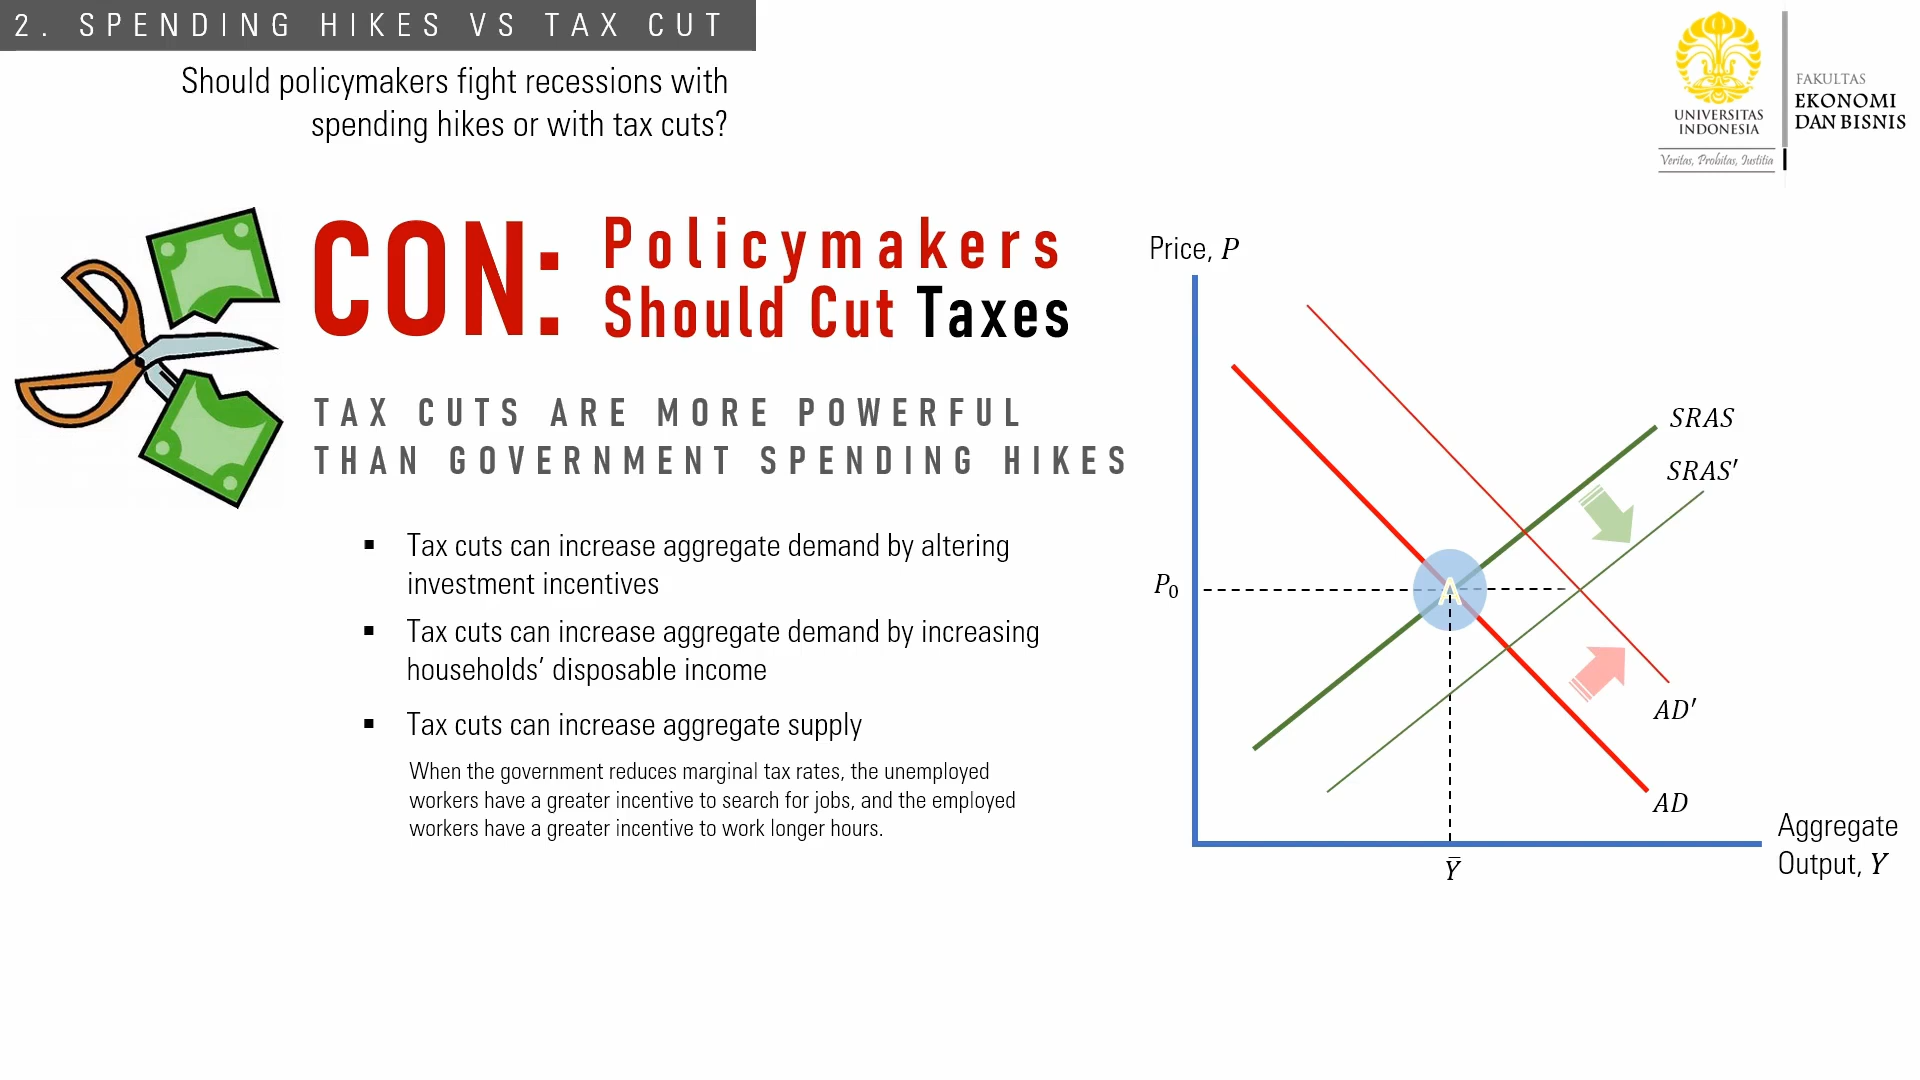 2. SPENDING HIKES VS TAX CUT
Should policymakers fight recessions with
spending hikes or with tax cuts?
UNIVERSITAS
INDONESIA
Veritas, Probitas, Iustitia
FAKULTAS
EKONOMI
DAN BISNIS
CON:
Policymakers
Should Cut Taxes
TAX CUTS ARE MORE POWERFUL
THAN GOVERNMENT SPENDING HIKES
▪ Tax cuts can increase aggregate demand by altering
investment incentives
▪ Tax cuts can increase aggregate demand by increasing
households’ disposable income
▪ Tax cuts can increase aggregate supply
When the government reduces marginal tax rates, the unemployed
workers have a greater incentive to search for jobs, and the employed
workers have a greater incentive to work longer hours.
Price, P
SRAS
SRAS′
P₀
A
AD′
AD
Aggregate
Output, Y
Ȳ